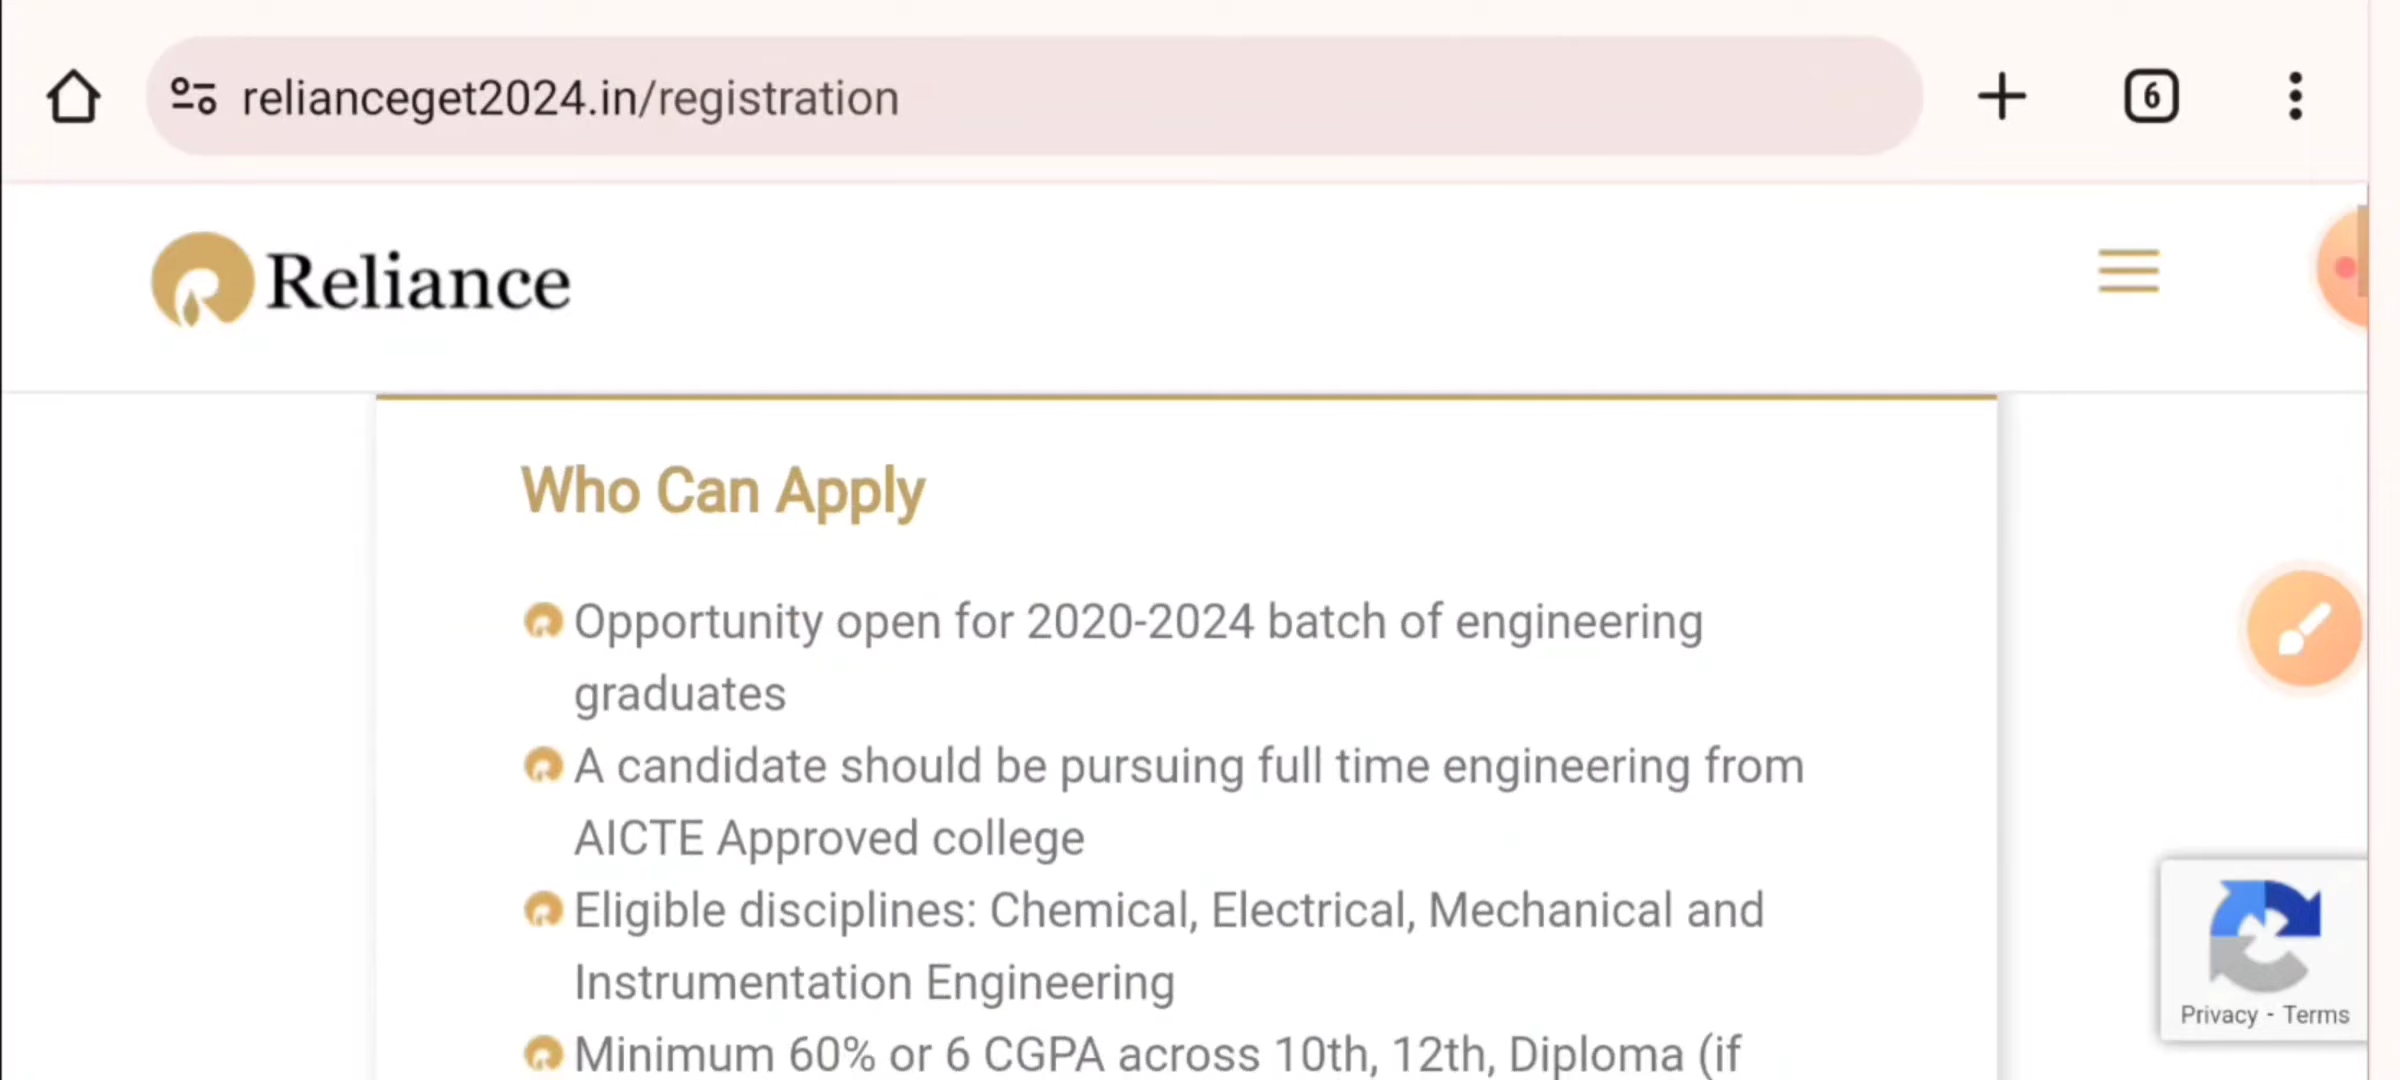 relianceget2024.in/registration
6
Reliance
Who Can Apply
Opportunity open for 2020-2024 batch of engineering
graduates
A candidate should be pursuing full time engineering from
AICTE Approved college
Eligible disciplines: Chemical, Electrical, Mechanical and
Instrumentation Engineering
Minimum 60% or 6 CGPA across 10th, 12th, Diploma (if
Privacy - Terms